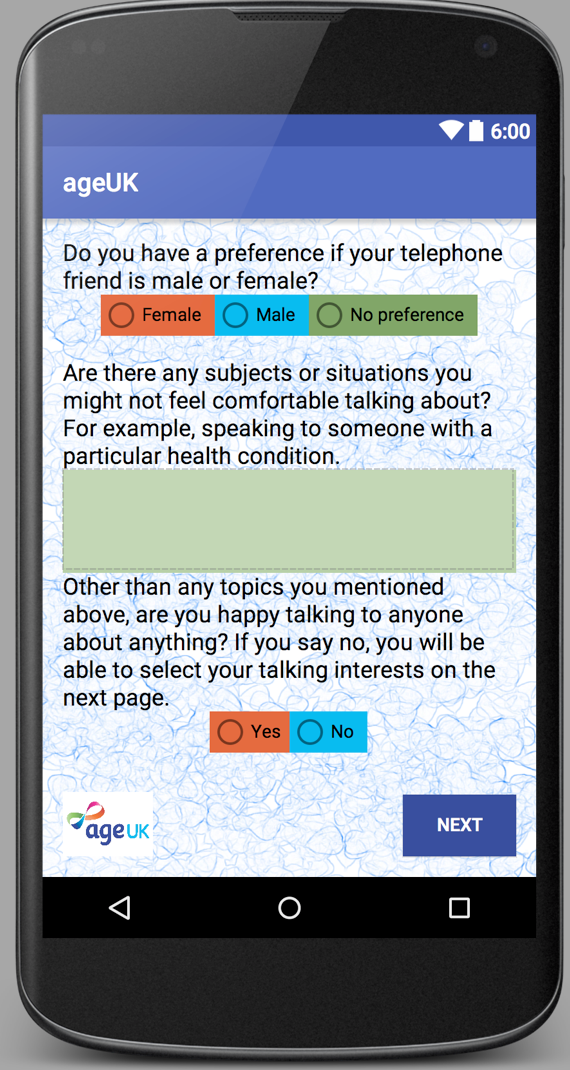 6:00
ageUK
Do you have a preference if your telephone
friend is male or female?
Female Male No preference
Are there any subjects or situations you
might not feel comfortable talking about?
For example, speaking to someone with a
particular health condition.
Other than any topics you mentioned
above, are you happy talking to anyone
about anything? If you say no, you will be
able to select your talking interests on the
next page.
Yes No
ageUK NEXT